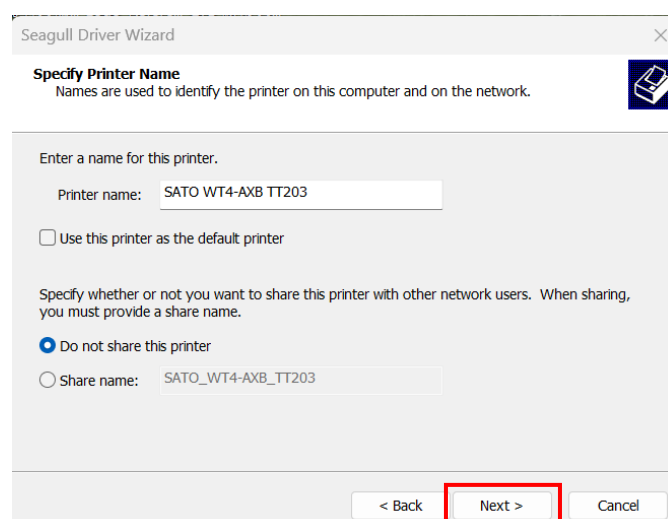 Seagull Driver Wizard
Specify Printer Name
Names are used to identify the printer on this computer and on the network.
Enter a name for this printer.
Printer name: SATO WT4-AXB TT203
Use this printer as the default printer
Specify whether or not you want to share this printer with other network users. When sharing,
you must provide a share name.
Do not share this printer
Share name: SATO_WT4-AXB_TT203
< Back Next > Cancel